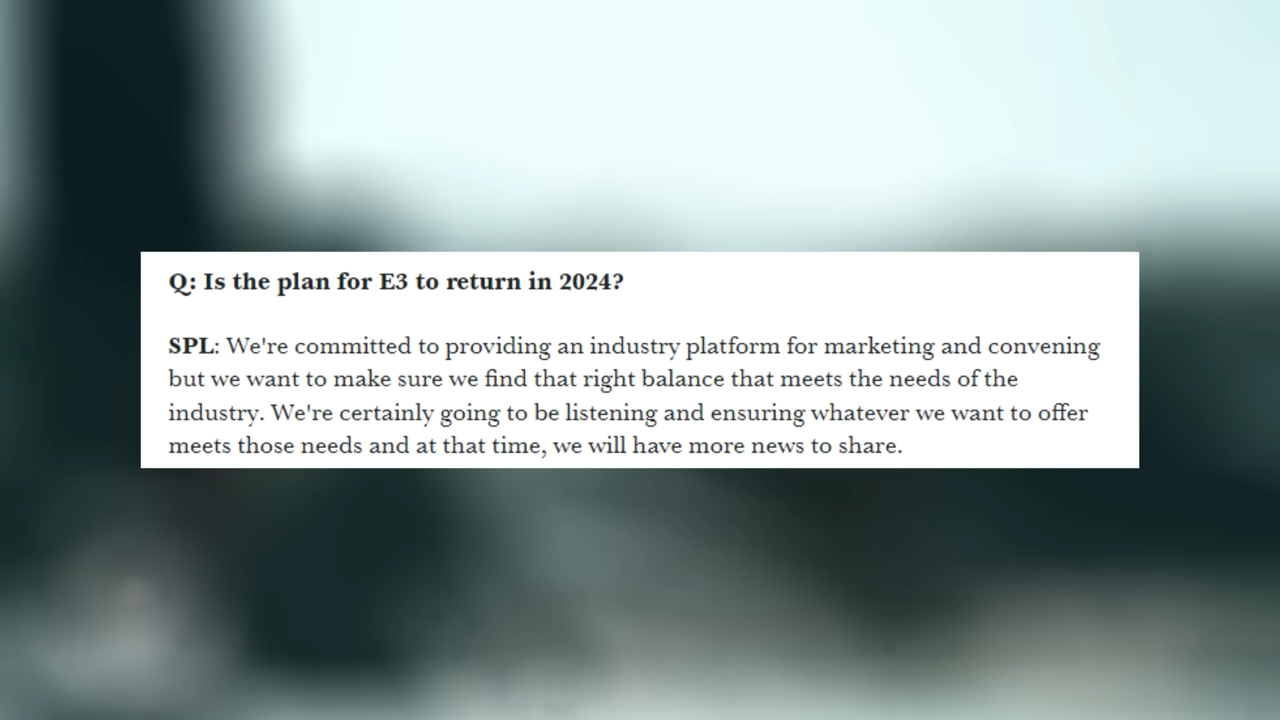 Q: Is the plan for E3 to return in 2024?
SPL: We're committed to providing an industry platform for marketing and convening
but we want to make sure we find that right balance that meets the needs of the
industry. We're certainly going to be listening and ensuring whatever we want to offer
meets those needs and at that time, we will have more news to share.